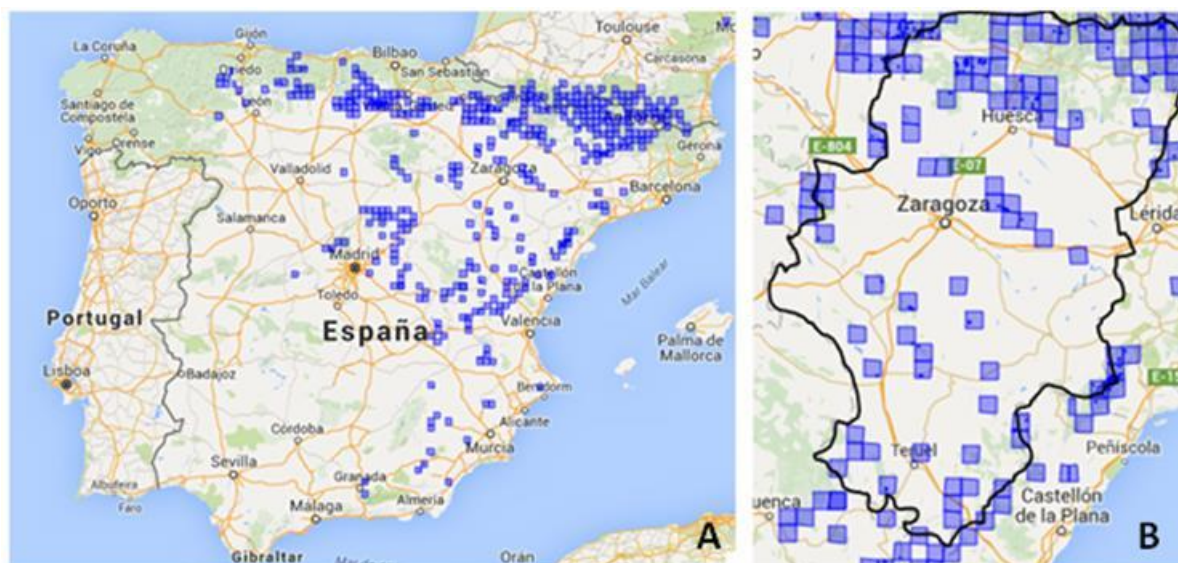 Gijón
La Coruña
Bilbao
Toulouse
San Sebastián
Carcasona
Oviedo
Santiago de
Compostela
León
Orense
Gerona
Valladolid
Zaragoza
Barcelona
Oporto
Salamanca
Madrid
Castellón
de la Plana
Toledo
Mar Balear
Portugal
España
Valencia
Palma de
Mallorca
Lisboa
Badajoz
Benidorm
Alicante
Córdoba
Murcia
Sevilla
Granada
Albufeira
Faro
Almería
Málaga
Gibraltar
Orán
A
Huesca
E-804
E-07
Zaragoza
Lérida
E-15
Teruel
Peñíscola
uenca
Castellón
de la Plana
B